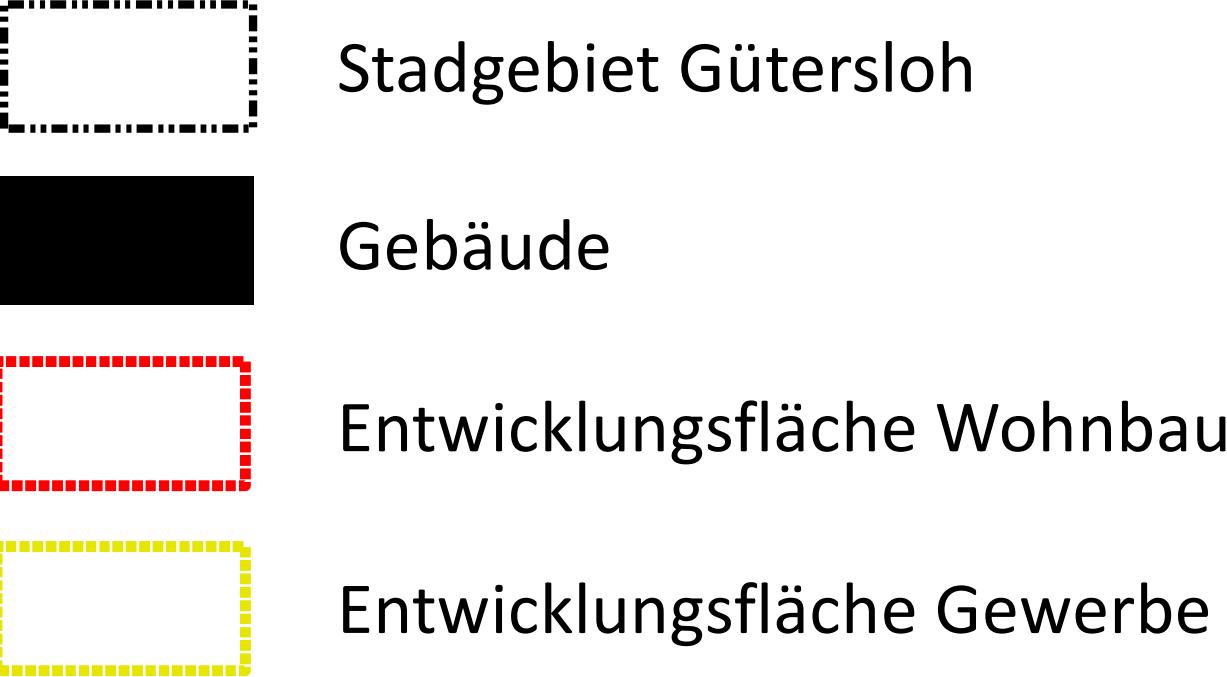 Stadgebiet Gütersloh
Gebäude
Entwicklungsfläche Wohnbau
Entwicklungsfläche Gewerbe